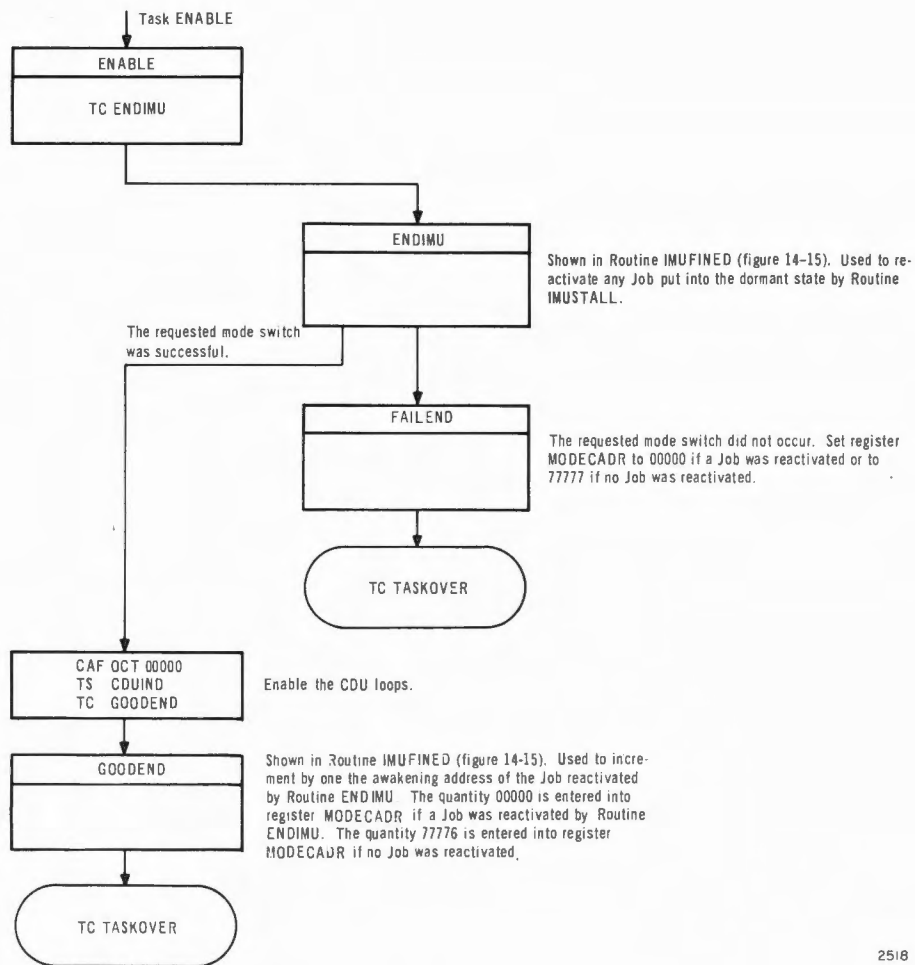 Task ENABLE
ENABLE
TC ENDIMU
ENDIMU
Shown in Routine IMUFINED (figure 14-15). Used to re-
activate any Job put into the dormant state by Routine
IMUSTALL.
The requested mode switch
was successful.
FAILEND
The requested mode switch did not occur. Set register
MODECADR to 00000 if a Job was reactivated or to
77777 if no Job was reactivated.
TC TASKOVER
CAF OCT 00000
TS CDUIND
TC GOODEND
Enable the CDU loops.
GOODEND
Shown in Routine IMUFINED (figure 14-15). Used to incre-
ment by one the awakening address of the Job reactivated
by Routine ENDIMU The quantity 00000 is entered into
register MODECADR if a Job was reactivated by Routine
ENDIMU. The quantity 77776 is entered into register
MODECADR if no Job was reactivated.
TC TASKOVER
2518